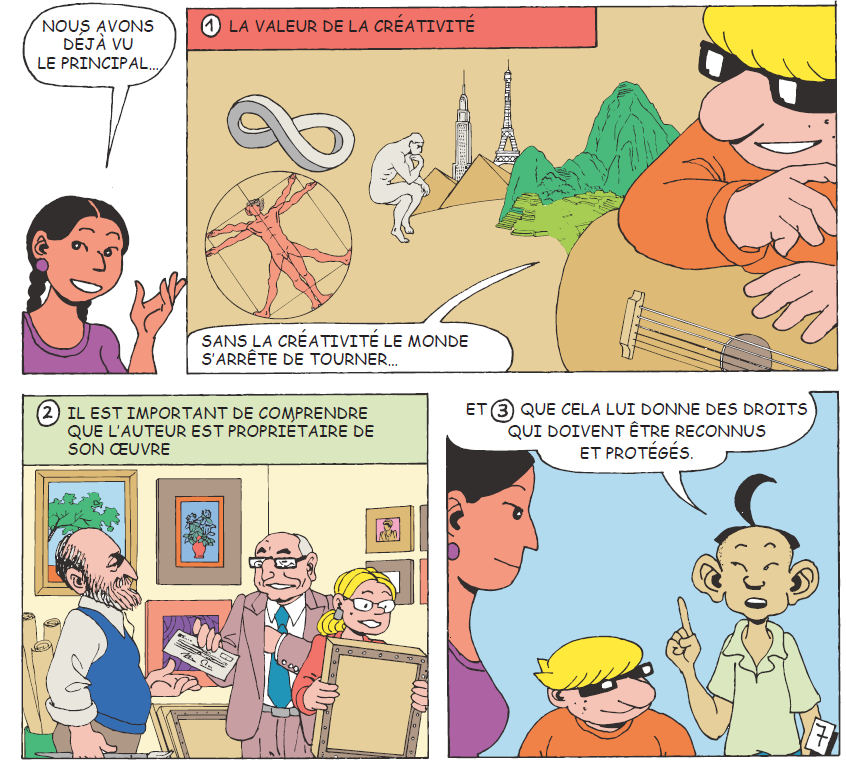 NOUS AVONS
DÉJÀ VU
LE PRINCIPAL...
1 LA VALEUR DE LA CRÉATIVITÉ
SANS LA CRÉATIVITÉ LE MONDE
S'ARRÊTE DE TOURNER...
2 IL EST IMPORTANT DE COMPRENDRE
QUE L'AUTEUR EST PROPRIÉTAIRE DE
SON ŒUVRE
ET 3 QUE CELA LUI DONNE DES DROITS
QUI DOIVENT ÊTRE RECONNUS
ET PROTÉGÉS.
7